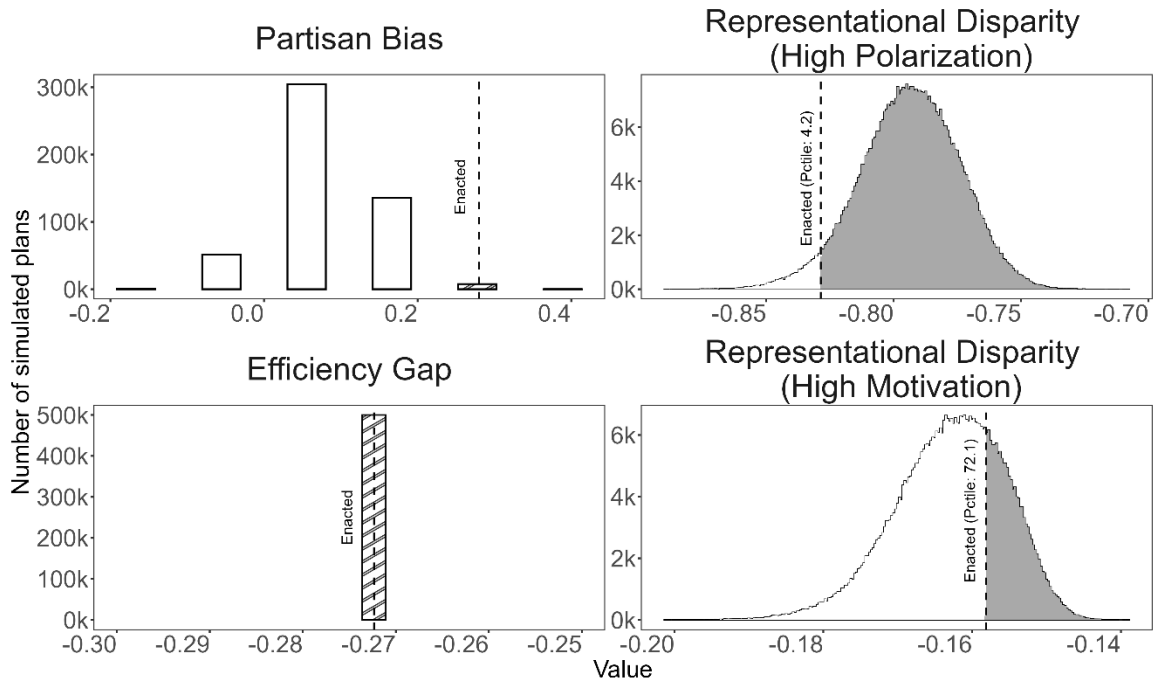 Partisan Bias
Representational Disparity
(High Polarization)
300k
200k
100k
0k
Enacted
-0.2
0.0
0.2
0.4
6k
4k
2k
0k
Enacted (Pctile: 4.2)
-0.85
-0.80
-0.75
-0.70
Number of simulated plans
Efficiency Gap
Representational Disparity
(High Motivation)
500k
400k
300k
200k
100k
0k
Enacted
-0.30
-0.29
-0.28
-0.27
-0.26
-0.25
6k
4k
2k
0k
Enacted (Pctile: 72.1)
-0.20
-0.18
-0.16
-0.14
Value